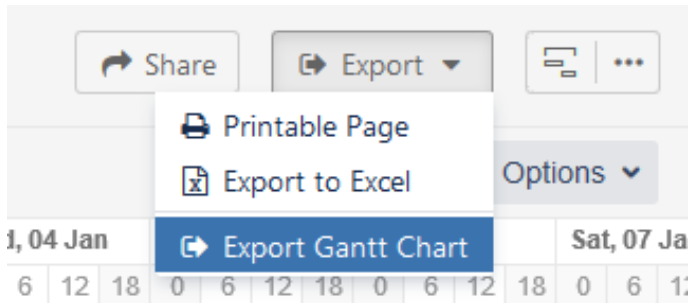 Share Export
Printable Page
Export to Excel
Options
Export Gantt Chart
, 04 Jan Sat, 07 Ja
6 12 18 0 6 12 18 0 6 12 18 0 6 12